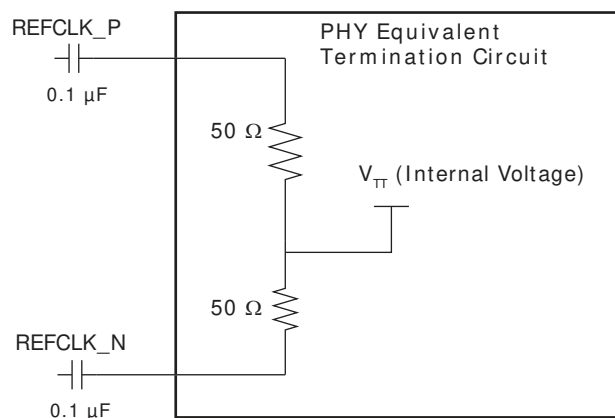 REFCLK_P
0.1 µF
PHY Equivalent
Termination Circuit
50 Ω
V_TT (Internal Voltage)
50 Ω
REFCLK_N
0.1 µF